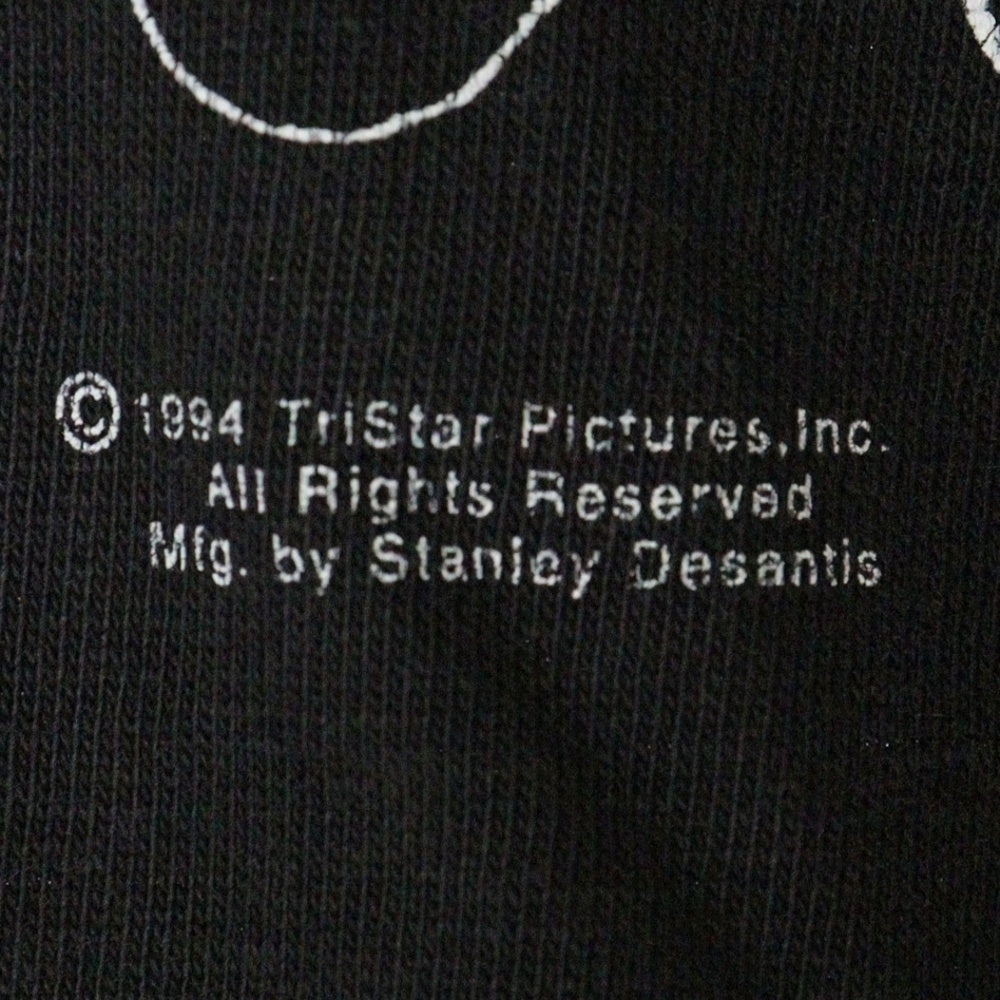 ©1994 TriStar Pictures,Inc.
All Rights Reserved
Mfg. by Stanley Desantis